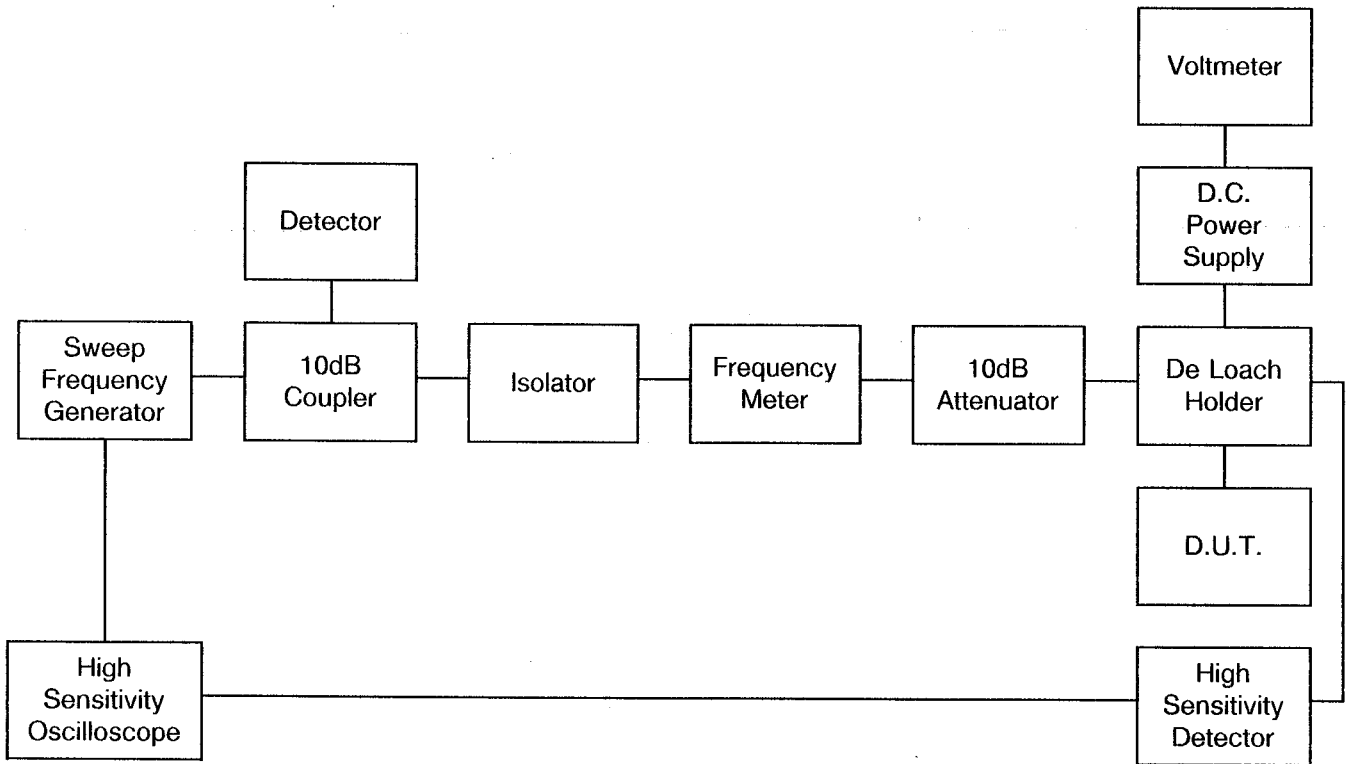 Voltmeter
D.C.
Power
Supply
Detector
Sweep
Frequency
Generator
10dB
Coupler
Isolator
Frequency
Meter
10dB
Attenuator
De Loach
Holder
D.U.T.
High
Sensitivity
Oscilloscope
High
Sensitivity
Detector